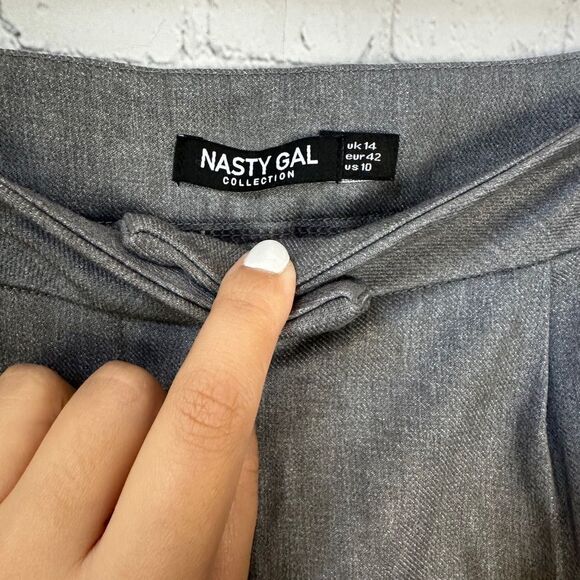 NASTY GAL
COLLECTION
uk 14
eur 42
us 10